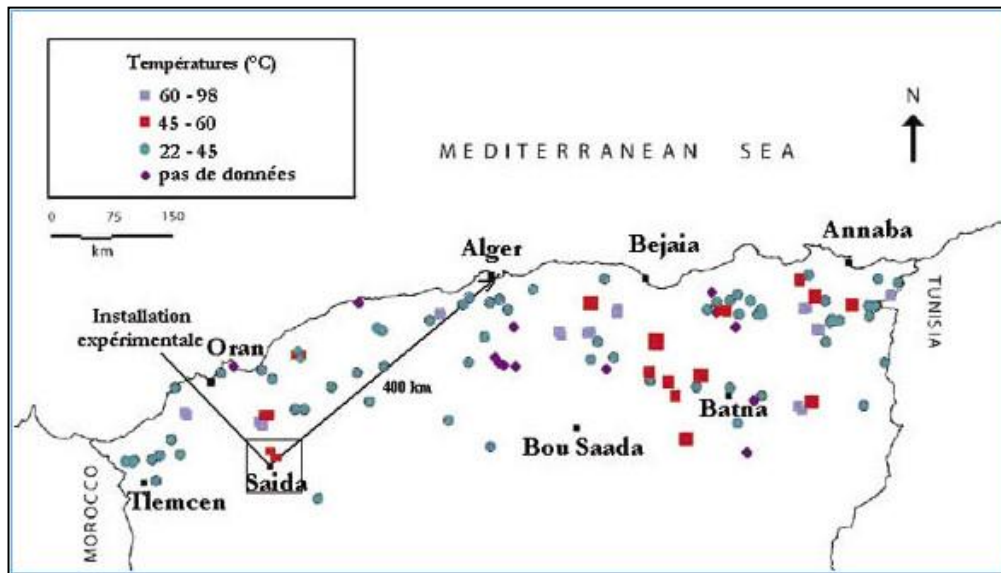 Températures (°C)
60 - 98
45 - 60
22 - 45
pas de données
0 75 150
km
N
MEDITERRANEAN SEA
Alger
Bejaia
Annaba
TUNISIA
Installation
expérimentale
Oran
400 km
Batna
Bou Saada
Saida
Tlemcen
MOROCCO